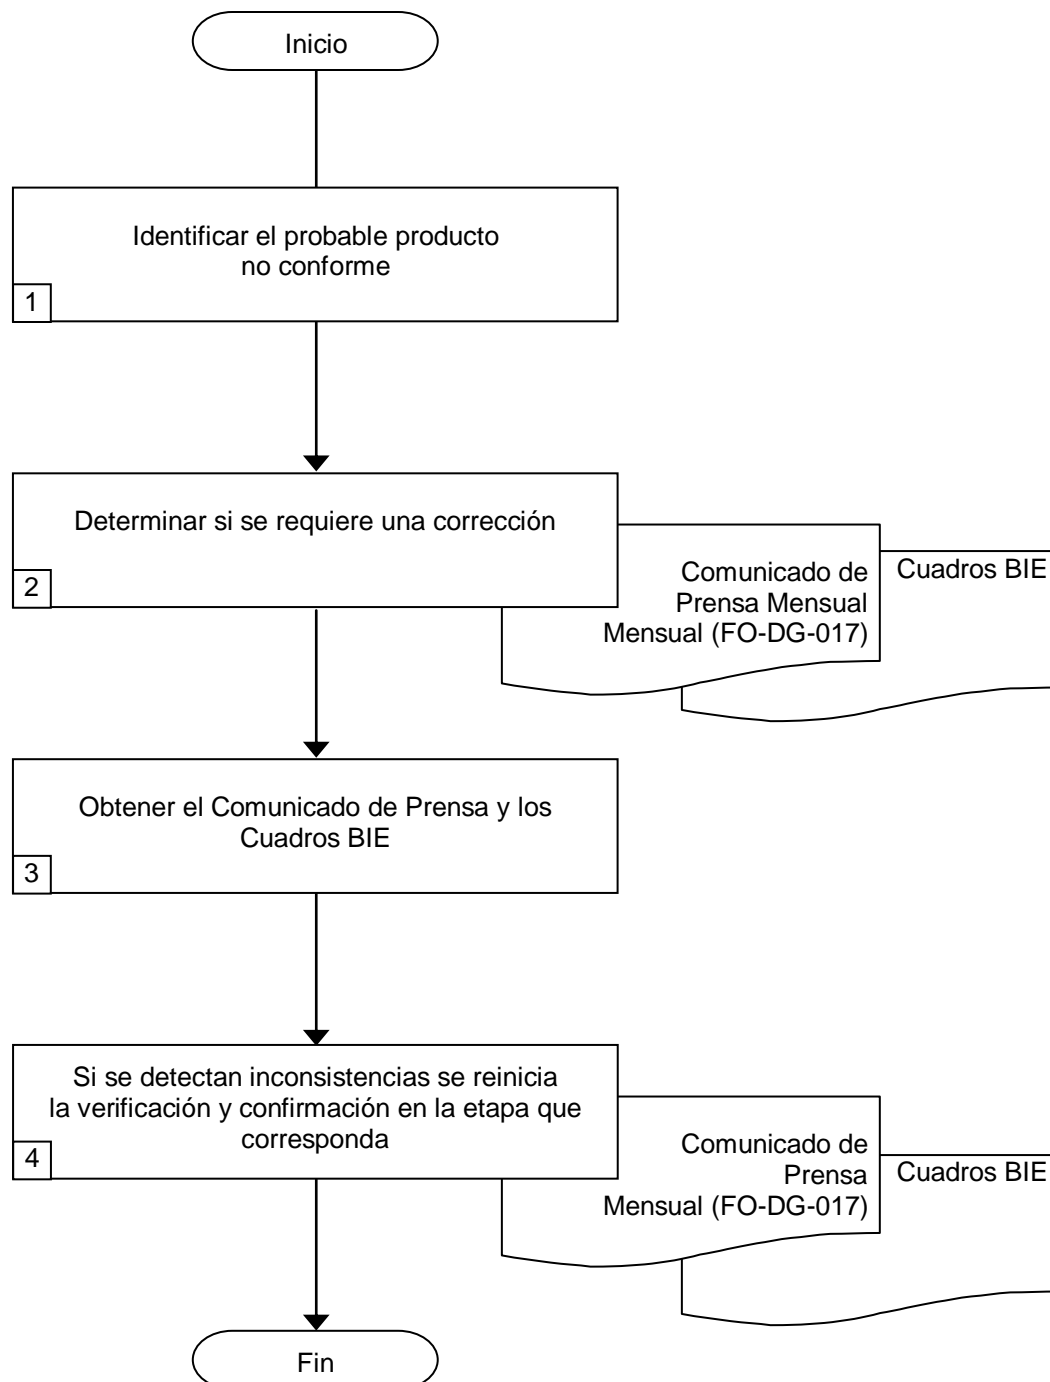 Inicio
Identificar el probable producto
no conforme
1
Determinar si se requiere una corrección
2
Comunicado de
Prensa Mensual
Mensual (FO-DG-017)
Cuadros BIE
Obtener el Comunicado de Prensa y los
Cuadros BIE
3
Si se detectan inconsistencias se reinicia
la verificación y confirmación en la etapa que
corresponda
4
Comunicado de
Prensa
Mensual (FO-DG-017)
Cuadros BIE
Fin